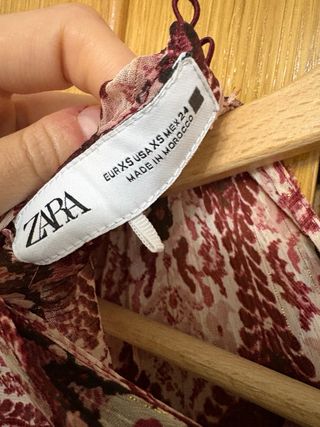 ZARA
EUR XS USA XS MEX 24
MADE IN MOROCCO